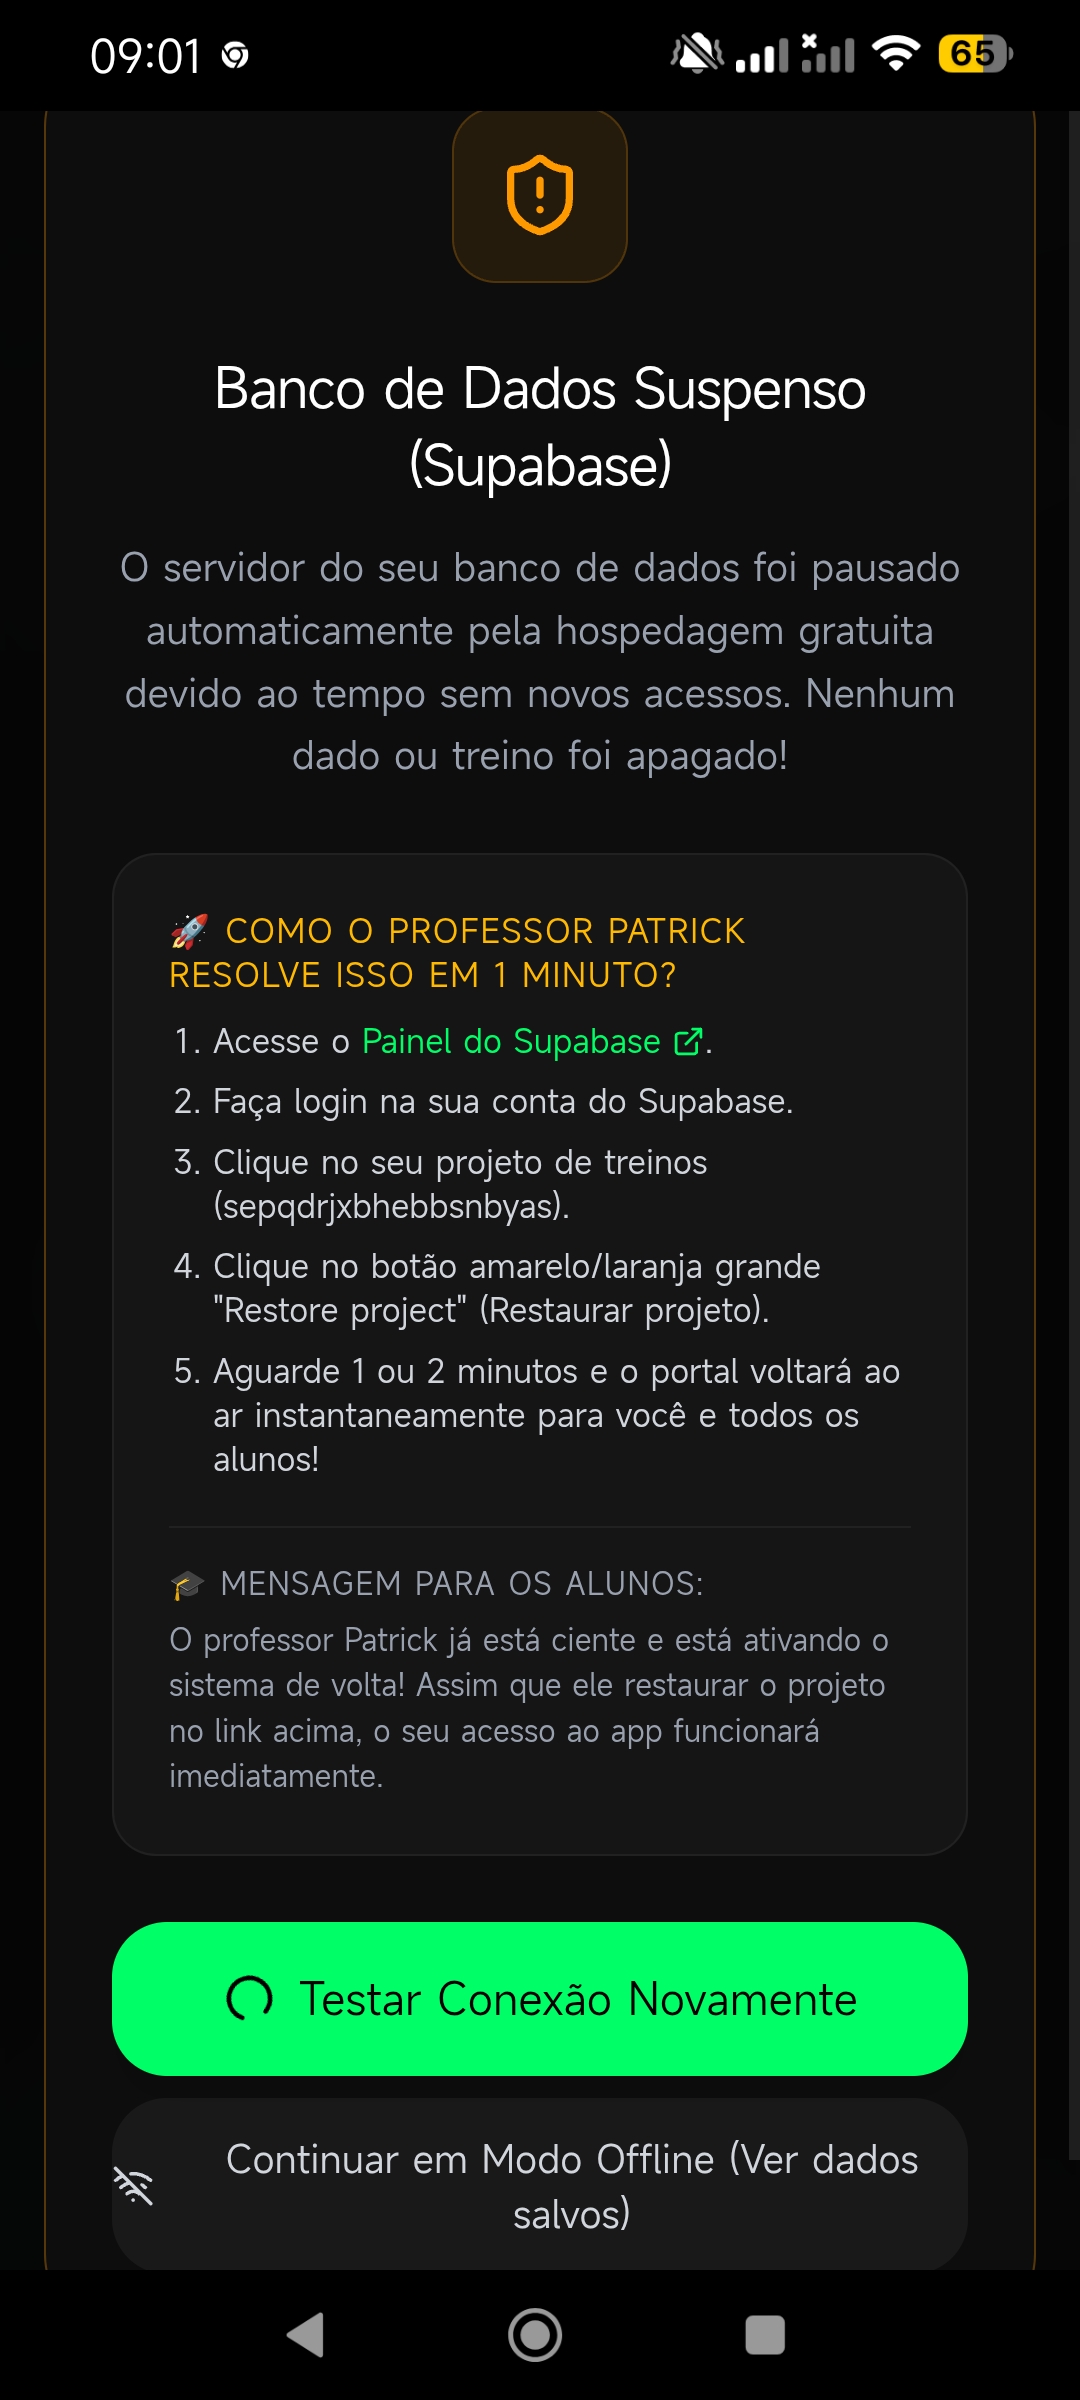 09:01
65
Banco de Dados Suspenso
(Supabase)
O servidor do seu banco de dados foi pausado
automaticamente pela hospedagem gratuita
devido ao tempo sem novos acessos. Nenhum
dado ou treino foi apagado!
🚀 COMO O PROFESSOR PATRICK
RESOLVE ISSO EM 1 MINUTO?
1. Acesse o Painel do Supabase.
2. Faça login na sua conta do Supabase.
3. Clique no seu projeto de treinos
(sepqdrjxbhebbsnbyas).
4. Clique no botão amarelo/laranja grande
"Restore project" (Restaurar projeto).
5. Aguarde 1 ou 2 minutos e o portal voltará ao
ar instantaneamente para você e todos os
alunos!
🎓 MENSAGEM PARA OS ALUNOS:
O professor Patrick já está ciente e está ativando o
sistema de volta! Assim que ele restaurar o projeto
no link acima, o seu acesso ao app funcionará
imediatamente.
Testar Conexão Novamente
Continuar em Modo Offline (Ver dados
salvos)